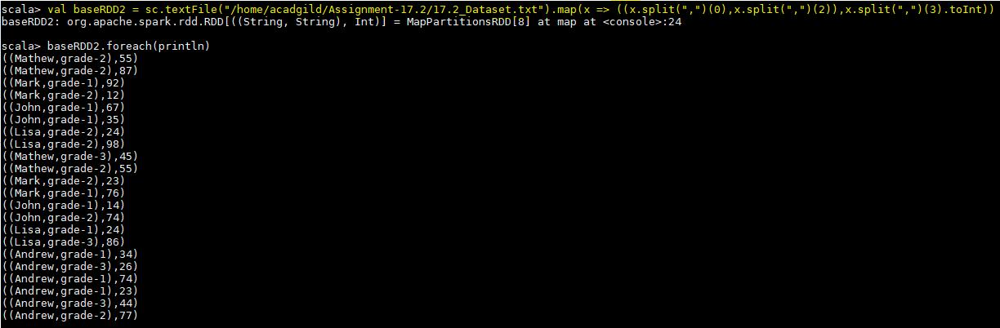 scala> val baseRDD2 = sc.textFile("/home/acadgild/Assignment-17.2/17.2_Dataset.txt").map(x => ((x.split(",")(0),x.split(",")(2)),x.split(",")(3).toInt))
baseRDD2: org.apache.spark.rdd.RDD[((String, String), Int)] = MapPartitionsRDD[8] at map at <console>:24
scala> baseRDD2.foreach(println)
((Mathew,grade-2),55)
((Mathew,grade-2),87)
((Mark,grade-1),92)
((Mark,grade-2),12)
((John,grade-1),67)
((John,grade-1),35)
((Lisa,grade-2),24)
((Lisa,grade-2),98)
((Mathew,grade-3),45)
((Mathew,grade-2),55)
((Mark,grade-2),23)
((Mark,grade-1),76)
((John,grade-1),14)
((John,grade-2),74)
((Lisa,grade-1),24)
((Lisa,grade-3),86)
((Andrew,grade-1),34)
((Andrew,grade-3),26)
((Andrew,grade-1),74)
((Andrew,grade-1),23)
((Andrew,grade-3),44)
((Andrew,grade-2),77)